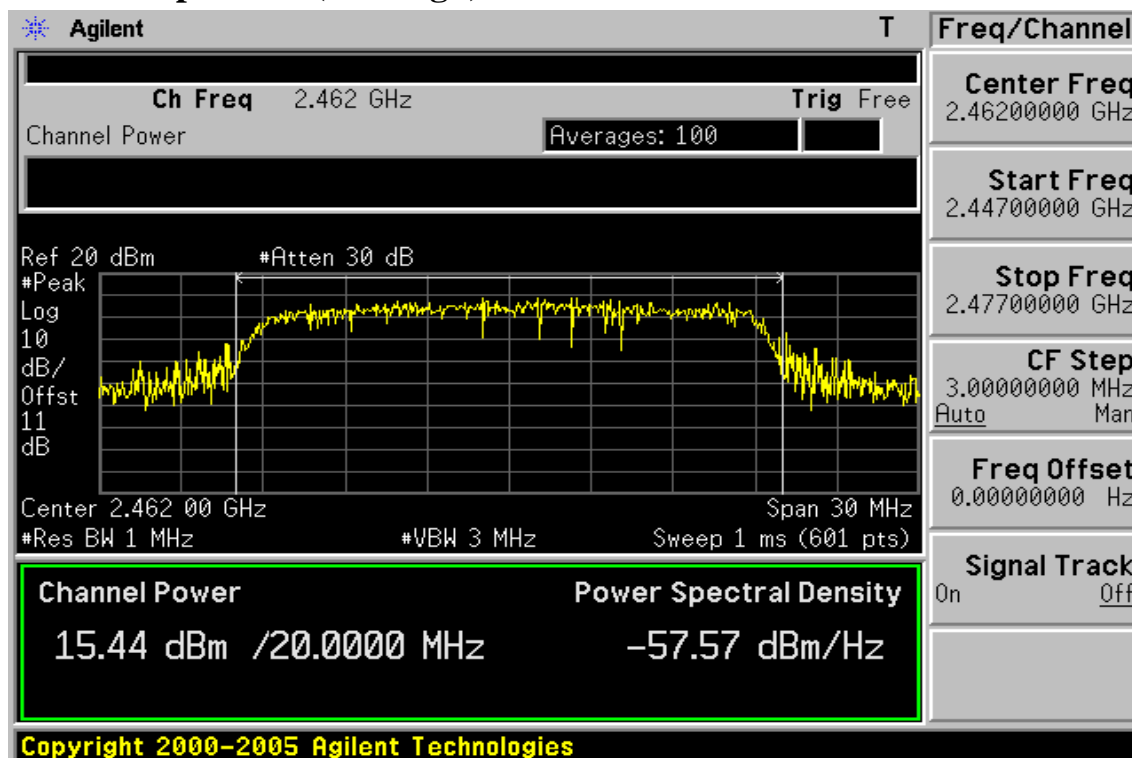 Agilent T Freq/Channel
Ch Freq 2.462 GHz Trig Free
Channel Power Averages: 100
Ref 20 dBm #Atten 30 dB
#Peak
Log
10
dB/
Offst
11
dB
Center 2.462 00 GHz Span 30 MHz
#Res BW 1 MHz #VBW 3 MHz Sweep 1 ms (601 pts)
Channel Power Power Spectral Density
15.44 dBm /20.0000 MHz -57.57 dBm/Hz
Copyright 2000-2005 Agilent Technologies
Center Freq
2.46200000 GHz
Start Freq
2.44700000 GHz
Stop Freq
2.47700000 GHz
CF Step
3.00000000 MHz
Auto Man
Freq Offset
0.00000000 Hz
Signal Track
On Off